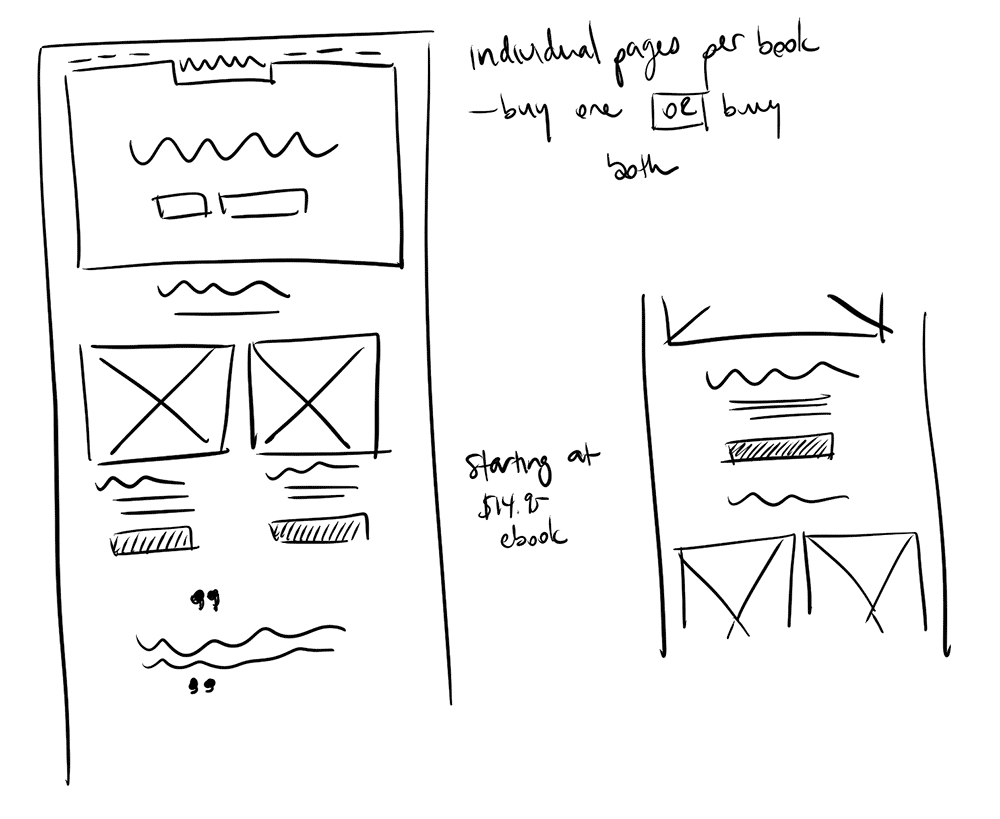 individual pages per book
— buy one OR buy
both
starting at
$14.95
ebook